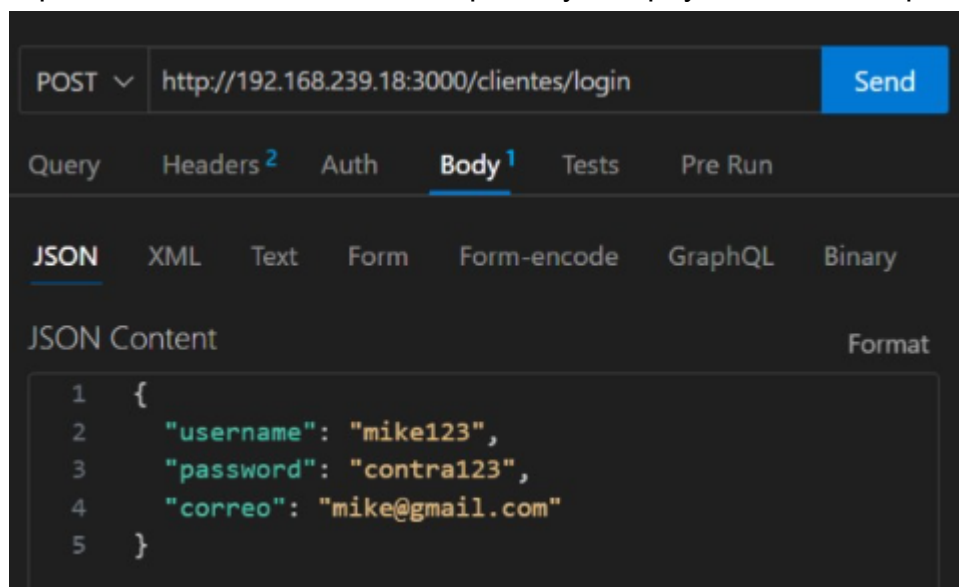 POST http://192.168.239.18:3000/clientes/login Send
Query Headers 2 Auth Body 1 Tests Pre Run
JSON XML Text Form Form-encode GraphQL Binary
JSON Content Format
1 {
2 "username": "mike123",
3 "password": "contra123",
4 "correo": "mike@gmail.com"
5 }